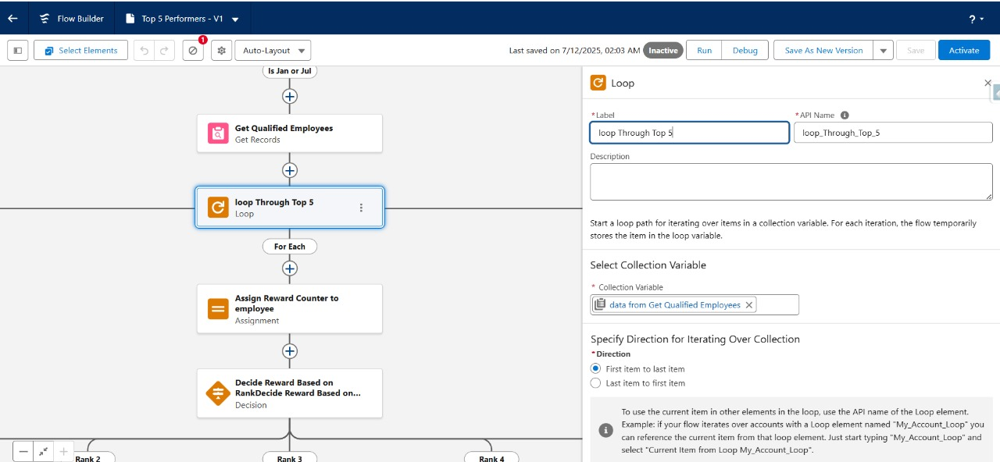 Flow Builder
Top 5 Performers - V1
?
Select Elements
1
Auto-Layout
Last saved on 7/12/2025, 02:03 AM
Inactive
Run
Debug
Save As New Version
Save
Activate
Is Jan or Jul
Get Qualified Employees
Get Records
loop Through Top 5
Loop
For Each
Assign Reward Counter to
employee
Assignment
Decide Reward Based on
RankDecide Reward Based on...
Decision
Rank 2
Rank 3
Rank 4
Loop
*Label
*API Name
loop Through Top 5
loop_Through_Top_5
Description
Start a loop path for iterating over items in a collection variable. For each iteration, the flow temporarily
stores the item in the loop variable.
Select Collection Variable
* Collection Variable
data from Get Qualified Employees
Specify Direction for Iterating Over Collection
*Direction
First item to last item
Last item to first item
To use the current item in other elements in the loop, use the API name of the Loop element.
Example: if your flow iterates over accounts with a Loop element named "My_Account_Loop" you
can reference the current item from that loop element. Just start typing "My_Account_Loop" and
select "Current Item from Loop My_Account_Loop".